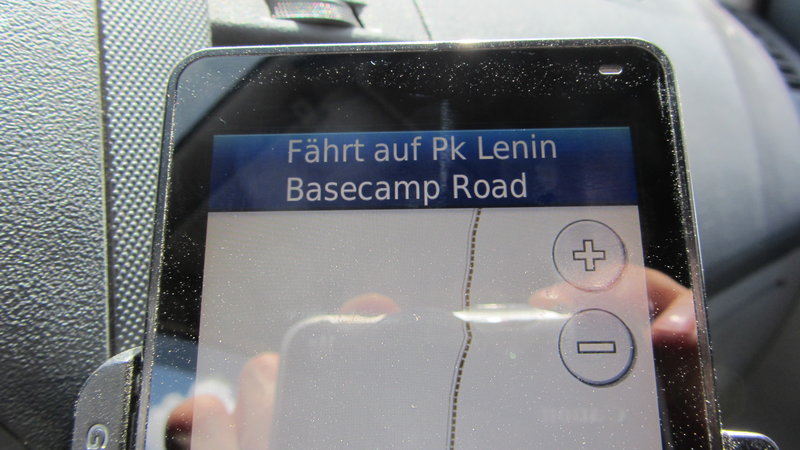 Fährt auf Pk Lenin
Basecamp Road